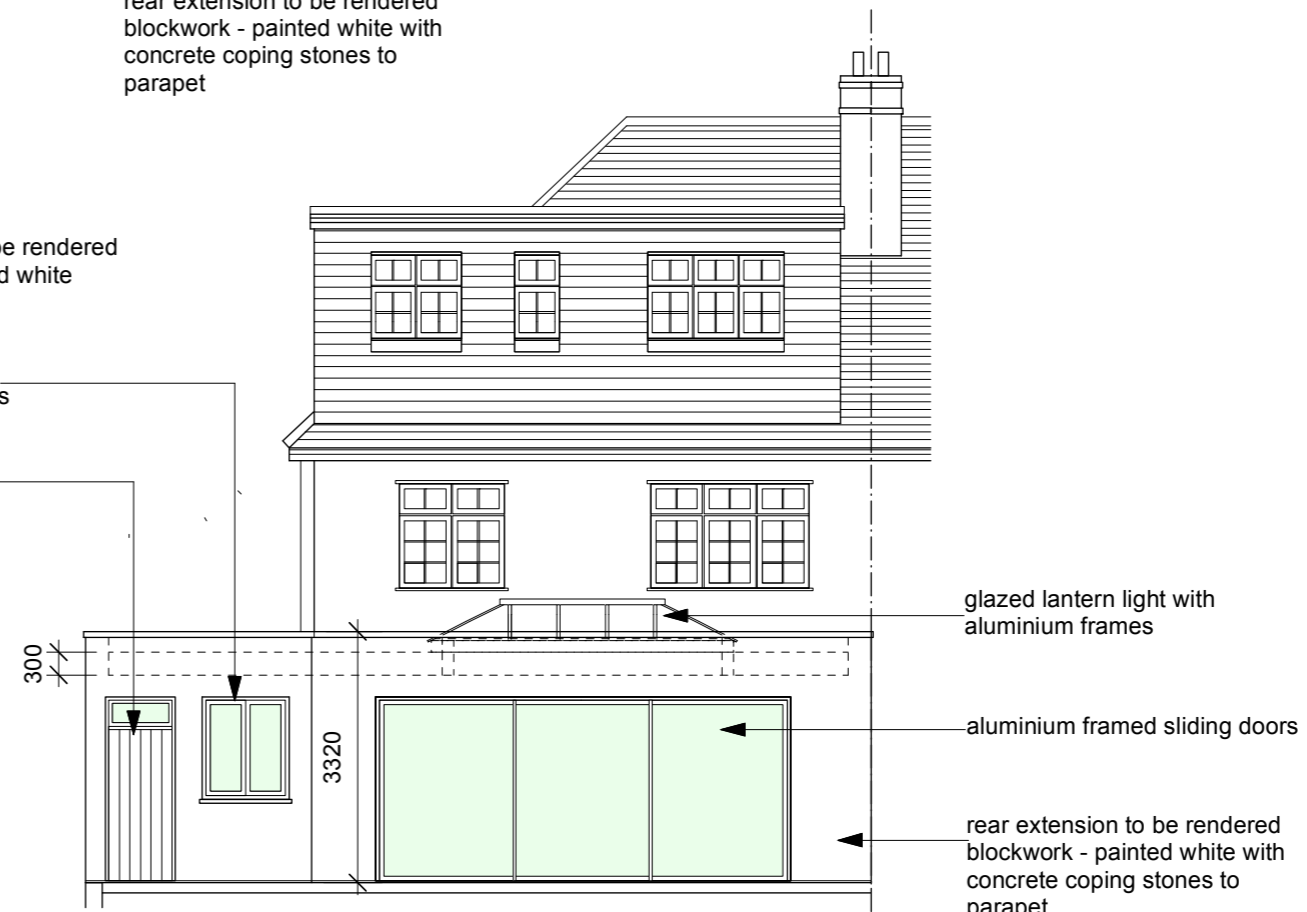 rear extension to be rendered
blockwork - painted white with
concrete coping stones to
parapet
be rendered
d white
s
glazed lantern light with
aluminium frames
300
3320
aluminium framed sliding doors
rear extension to be rendered
blockwork - painted white with
concrete coping stones to
parapet